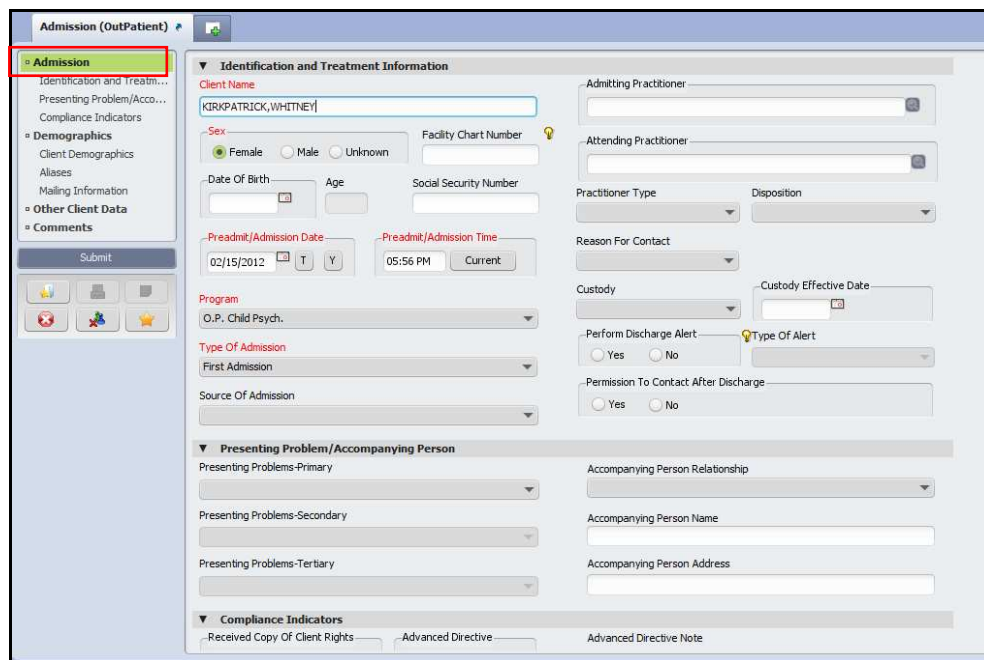 Admission (OutPatient)
Admission
Identification and Treatm...
Presenting Problem/Acco...
Compliance Indicators
Demographics
Client Demographics
Aliases
Mailing Information
Other Client Data
Comments
Submit
▼ Identification and Treatment Information
Client Name
KIRKPATRICK,WHITNEY
Sex
Female Male Unknown
Facility Chart Number
Date Of Birth
Age
Social Security Number
Preadmit/Admission Date
02/15/2012 T Y
Preadmit/Admission Time
05:56 PM Current
Program
O.P. Child Psych.
Type Of Admission
First Admission
Source Of Admission
Admitting Practitioner
Attending Practitioner
Practitioner Type
Disposition
Reason For Contact
Custody
Custody Effective Date
Perform Discharge Alert
Yes No
Type Of Alert
Permission To Contact After Discharge
Yes No
▼ Presenting Problem/Accompanying Person
Presenting Problems-Primary
Presenting Problems-Secondary
Presenting Problems-Tertiary
Accompanying Person Relationship
Accompanying Person Name
Accompanying Person Address
▼ Compliance Indicators
Received Copy Of Client Rights
Advanced Directive
Advanced Directive Note